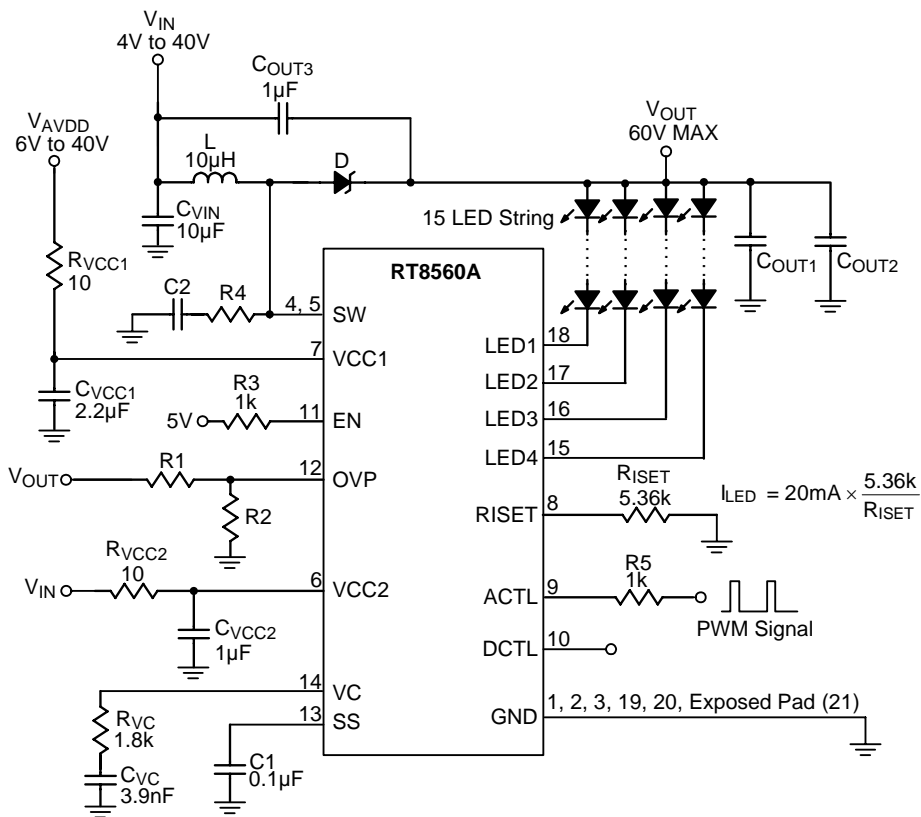 VIN
4V to 40V
COUT3
1µF
VAVDD
6V to 40V
L
10µH
D
VOUT
60V MAX
CVIN
10µF
15 LED String
RVCC1
10
RT8560A
COUT1
COUT2
C2
R4
4, 5
SW
LED1
18
7
VCC1
LED2
17
CVCC1
2.2µF
R3
1k
5V
11
EN
LED3
16
LED4
15
VOUT
R1
12
OVP
R2
RISET
5.36k
RISET
8
ILED = 20mA × 5.36k
RISET
RVCC2
10
VIN
6
VCC2
R5
1k
ACTL
9
PWM Signal
CVCC2
1µF
DCTL
10
14
VC
RVC
1.8k
13
SS
GND
1, 2, 3, 19, 20, Exposed Pad (21)
CVC
3.9nF
C1
0.1µF